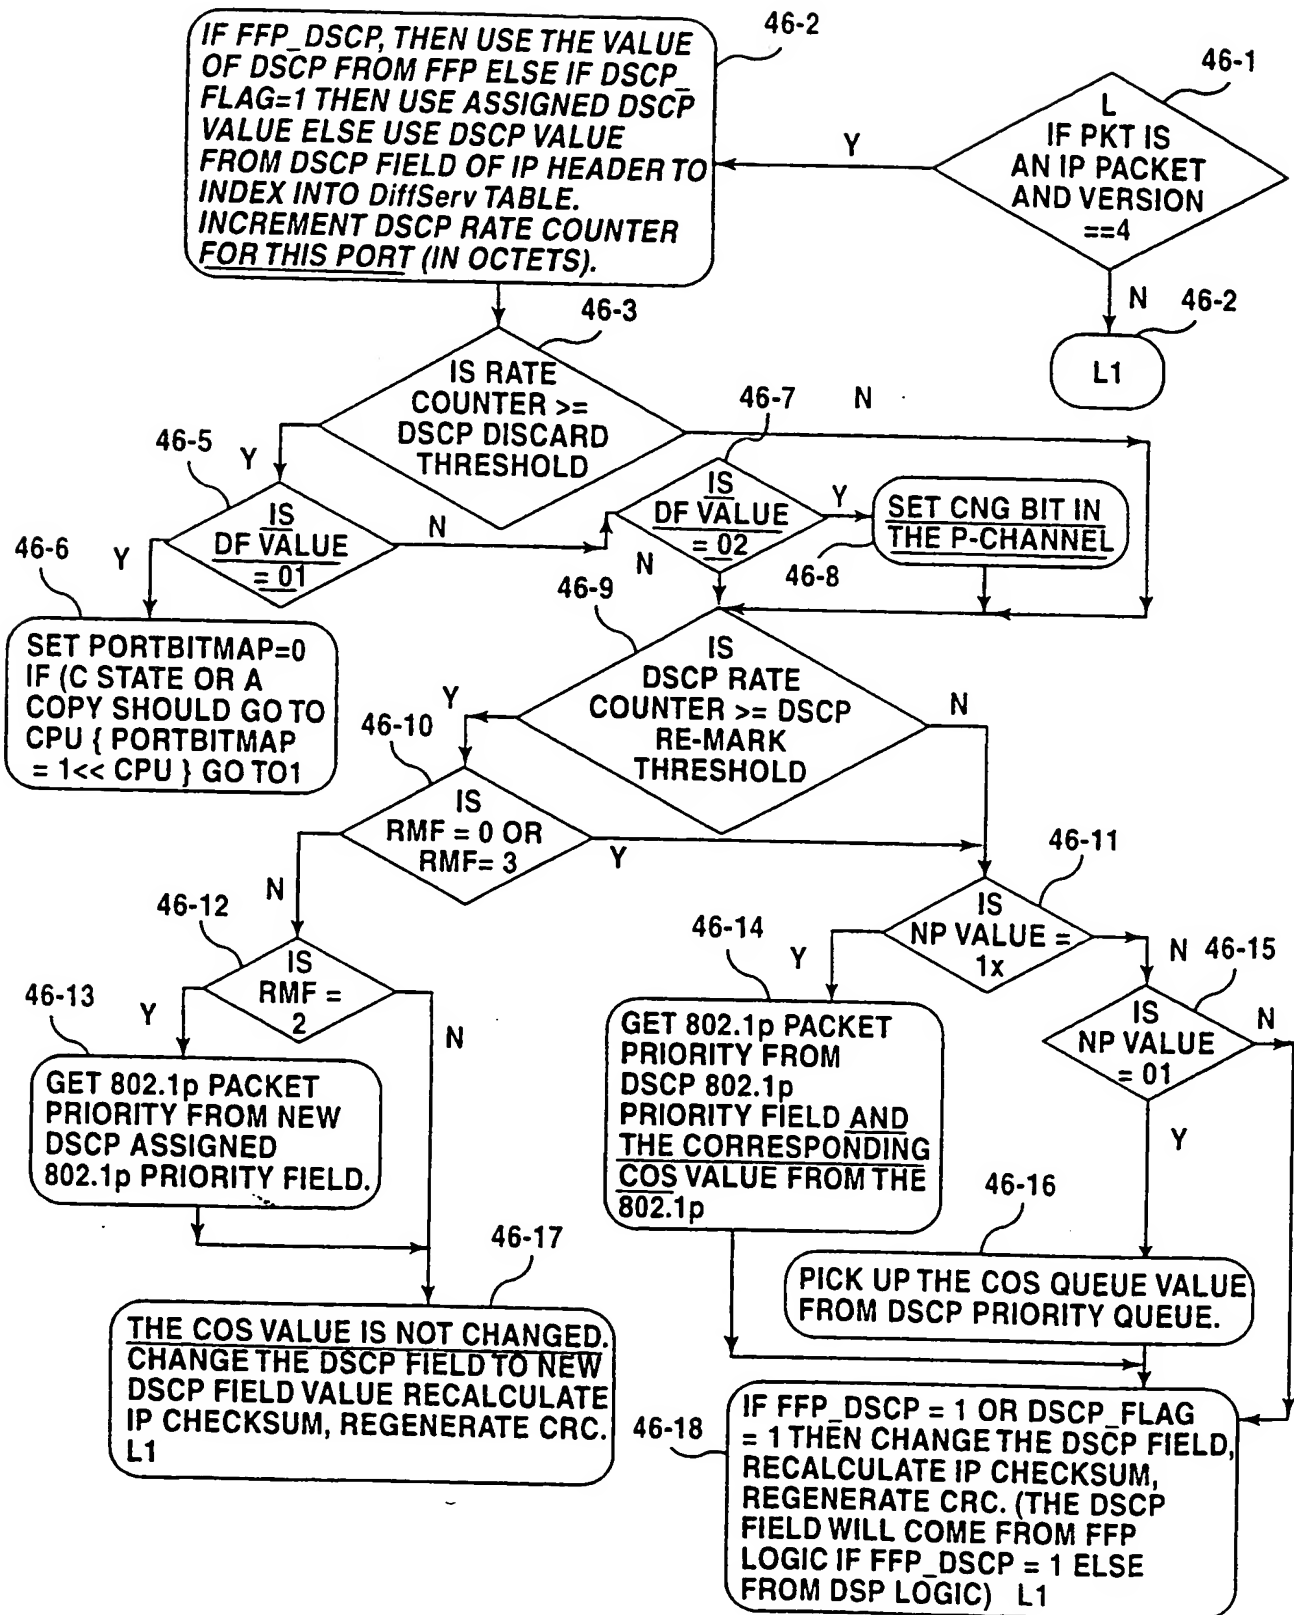 46-2
IF FFP_DSCP, THEN USE THE VALUE
OF DSCP FROM FFP ELSE IF DSCP_
FLAG=1 THEN USE ASSIGNED DSCP
VALUE ELSE USE DSCP VALUE
FROM DSCP FIELD OF IP HEADER TO
INDEX INTO DiffServ TABLE.
INCREMENT DSCP RATE COUNTER
FOR THIS PORT (IN OCTETS).
46-1
L
IF PKT IS
AN IP PACKET
AND VERSION
==4
Y
N
46-2
L1
46-3
IS RATE
COUNTER >=
DSCP DISCARD
THRESHOLD
Y
N
46-5
IS
DF VALUE
= 01
Y
N
46-7
IS
DF VALUE
= 02
Y
N
SET CNG BIT IN
THE P-CHANNEL
46-8
46-6
SET PORTBITMAP=0
IF (C STATE OR A
COPY SHOULD GO TO
CPU { PORTBITMAP
= 1<< CPU } GO TO1
46-9
IS
DSCP RATE
COUNTER >= DSCP
RE-MARK
THRESHOLD
Y
N
46-10
IS
RMF = 0 OR
RMF= 3
Y
N
46-11
IS
NP VALUE =
1x
Y
N
46-12
IS
RMF =
2
Y
N
46-13
GET 802.1p PACKET
PRIORITY FROM NEW
DSCP ASSIGNED
802.1p PRIORITY FIELD.
46-14
GET 802.1p PACKET
PRIORITY FROM
DSCP 802.1p
PRIORITY FIELD AND
THE CORRESPONDING
COS VALUE FROM THE
802.1p
46-15
IS
NP VALUE
= 01
N
Y
46-16
PICK UP THE COS QUEUE VALUE
FROM DSCP PRIORITY QUEUE.
46-17
THE COS VALUE IS NOT CHANGED.
CHANGE THE DSCP FIELD TO NEW
DSCP FIELD VALUE RECALCULATE
IP CHECKSUM, REGENERATE CRC.
L1
46-18
IF FFP_DSCP = 1 OR DSCP_FLAG
= 1 THEN CHANGE THE DSCP FIELD,
RECALCULATE IP CHECKSUM,
REGENERATE CRC. (THE DSCP
FIELD WILL COME FROM FFP
LOGIC IF FFP_DSCP = 1 ELSE
FROM DSP LOGIC) L1